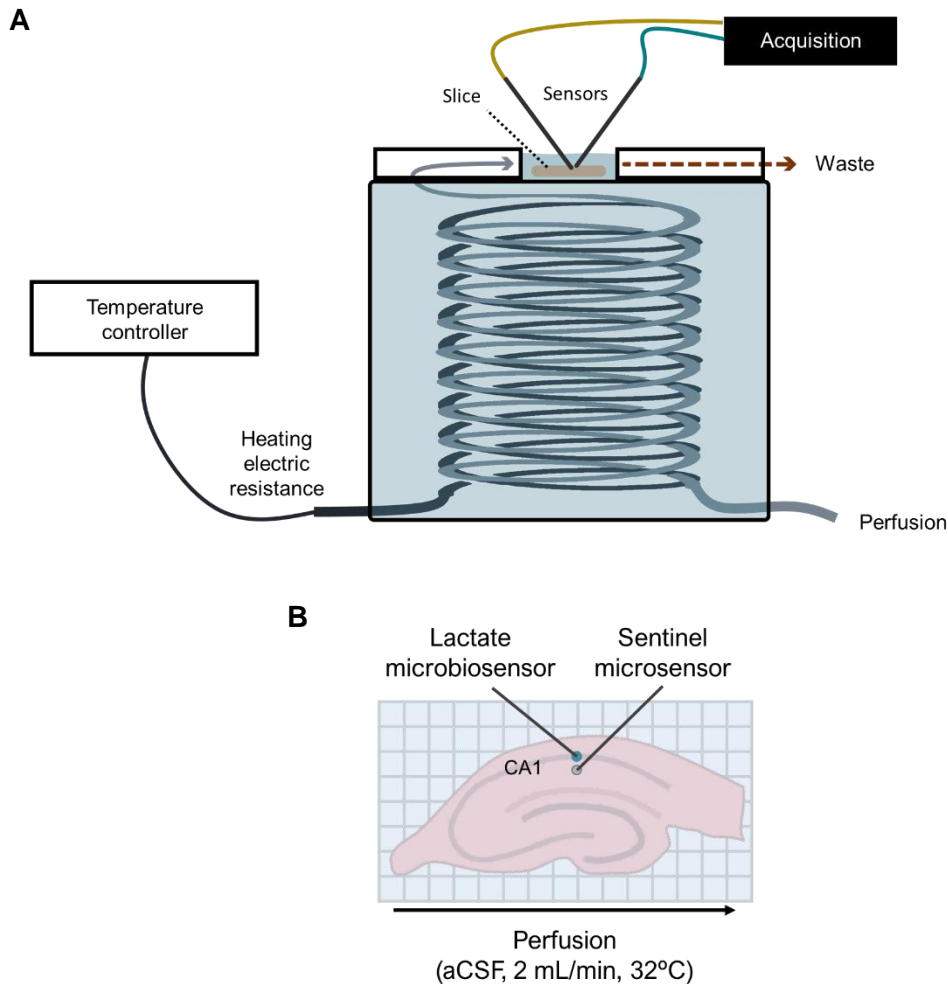 A
Acquisition
Slice
Sensors
Waste
Temperature
controller
Heating
electric
resistance
Perfusion
B
Lactate
microbiosensor
Sentinel
microsensor
CA1
Perfusion
(aCSF, 2 mL/min, 32ºC)